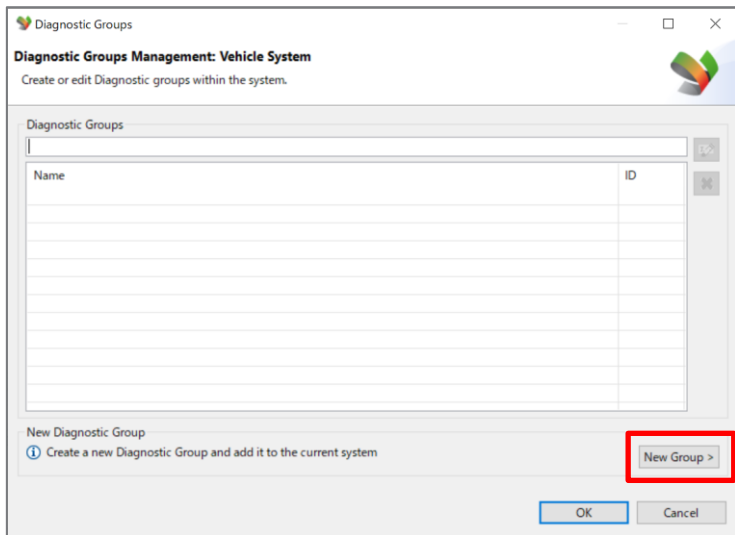 Diagnostic Groups
Diagnostic Groups Management: Vehicle System
Create or edit Diagnostic groups within the system.
Diagnostic Groups
Name ID
New Diagnostic Group
Create a new Diagnostic Group and add it to the current system
New Group >
OK Cancel